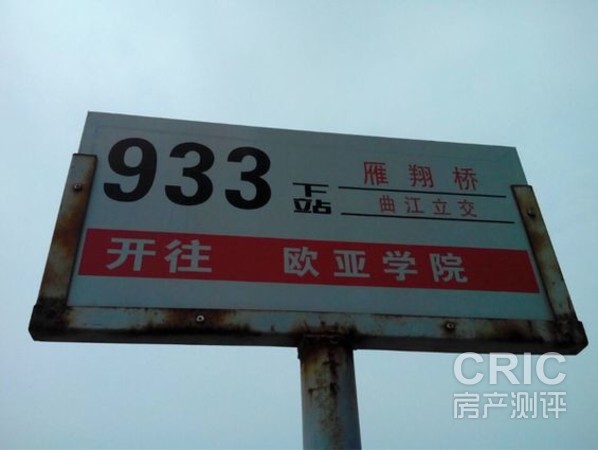 933 下站 雁翔桥
曲江立交
开往 欧亚学院
CRIC
房产测评